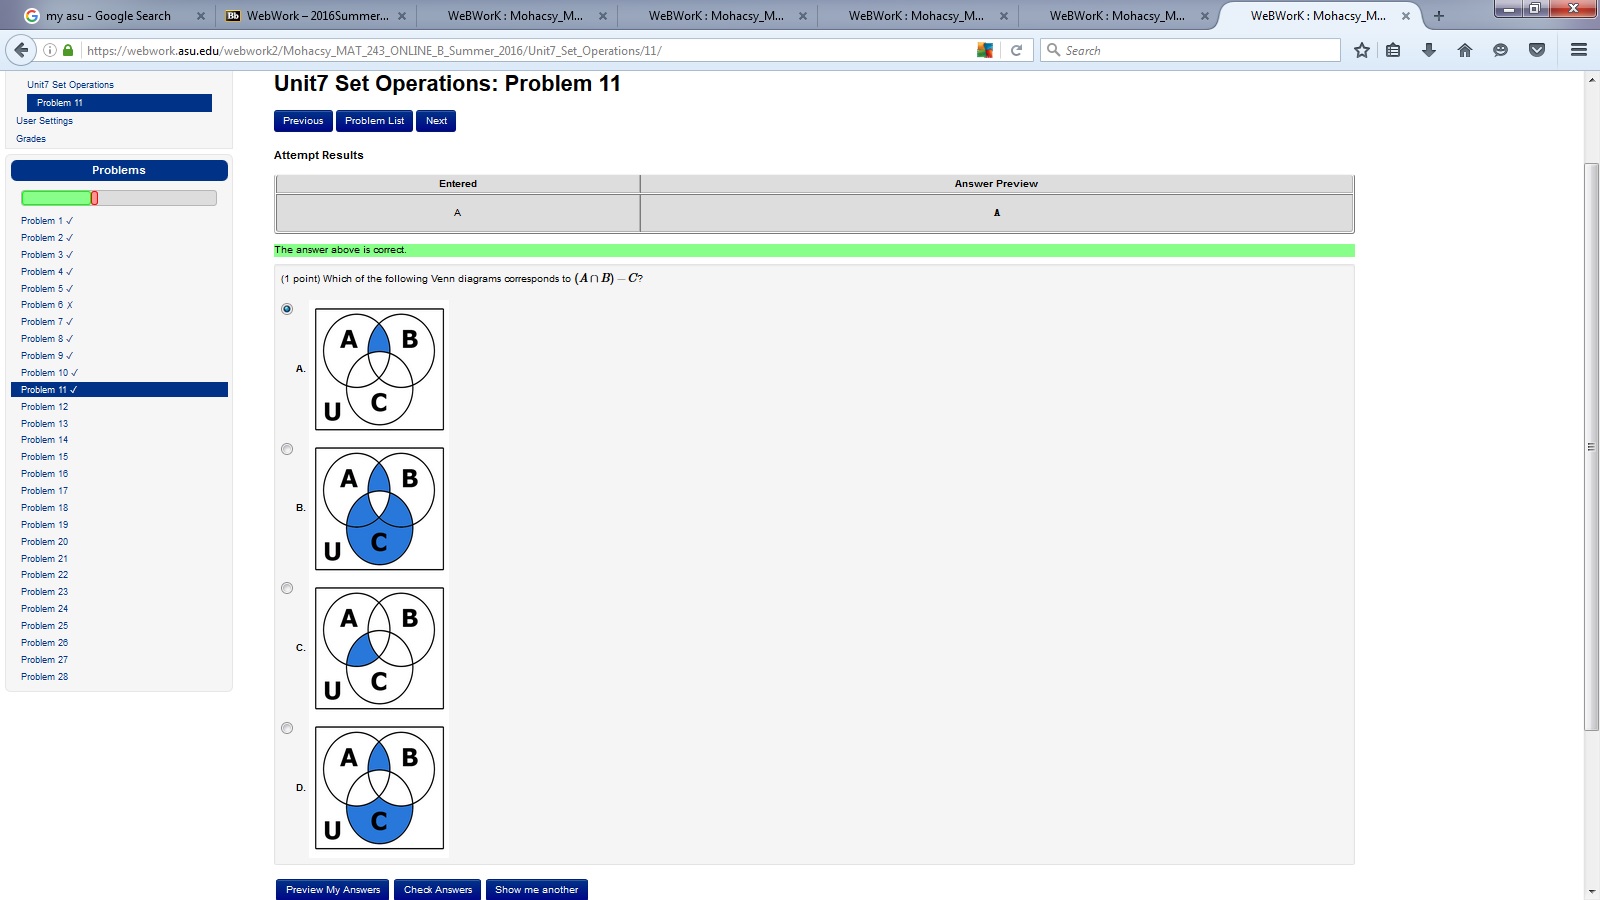 my asu - Google Search
WebWork – 2016Summer...
WeBWorK : Mohacsy_M...
WeBWorK : Mohacsy_M...
WeBWorK : Mohacsy_M...
WeBWorK : Mohacsy_M...
WeBWorK : Mohacsy_M...
https://webwork.asu.edu/webwork2/Mohacsy_MAT_243_ONLINE_B_Summer_2016/Unit7_Set_Operations/11/
Search
Unit7 Set Operations
Problem 11
User Settings
Grades
Problems
Problem 1 ✓
Problem 2 ✓
Problem 3 ✓
Problem 4 ✓
Problem 5 ✓
Problem 6 ✗
Problem 7 ✓
Problem 8 ✓
Problem 9 ✓
Problem 10 ✓
Problem 11 ✓
Problem 12
Problem 13
Problem 14
Problem 15
Problem 16
Problem 17
Problem 18
Problem 19
Problem 20
Problem 21
Problem 22
Problem 23
Problem 24
Problem 25
Problem 26
Problem 27
Problem 28
Unit7 Set Operations: Problem 11
Previous Problem List Next
Attempt Results
Entered Answer Preview
A A
The answer above is correct.
(1 point) Which of the following Venn diagrams corresponds to (A ∩ B) − C?
A.
A B
U C
B.
A B
U C
C.
A B
U C
D.
A B
U C
Preview My Answers Check Answers Show me another